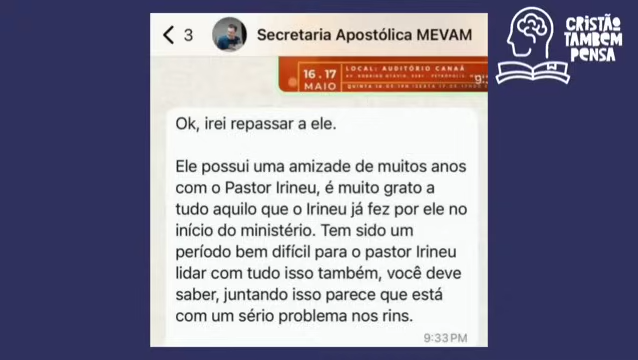 3
Secretaria Apostólica MEVAM
CRISTÃO
TAMBÉM
PENSA
16.17
MAIO
LOCAL: AUDITÓRIO CANAÃ
Ok, irei repassar a ele.
Ele possui uma amizade de muitos anos
com o Pastor Irineu, é muito grato a
tudo aquilo que o Irineu já fez por ele no
início do ministério. Tem sido um
período bem difícil para o pastor Irineu
lidar com tudo isso também, você deve
saber, juntando isso parece que está
com um sério problema nos rins.
9:33 PM